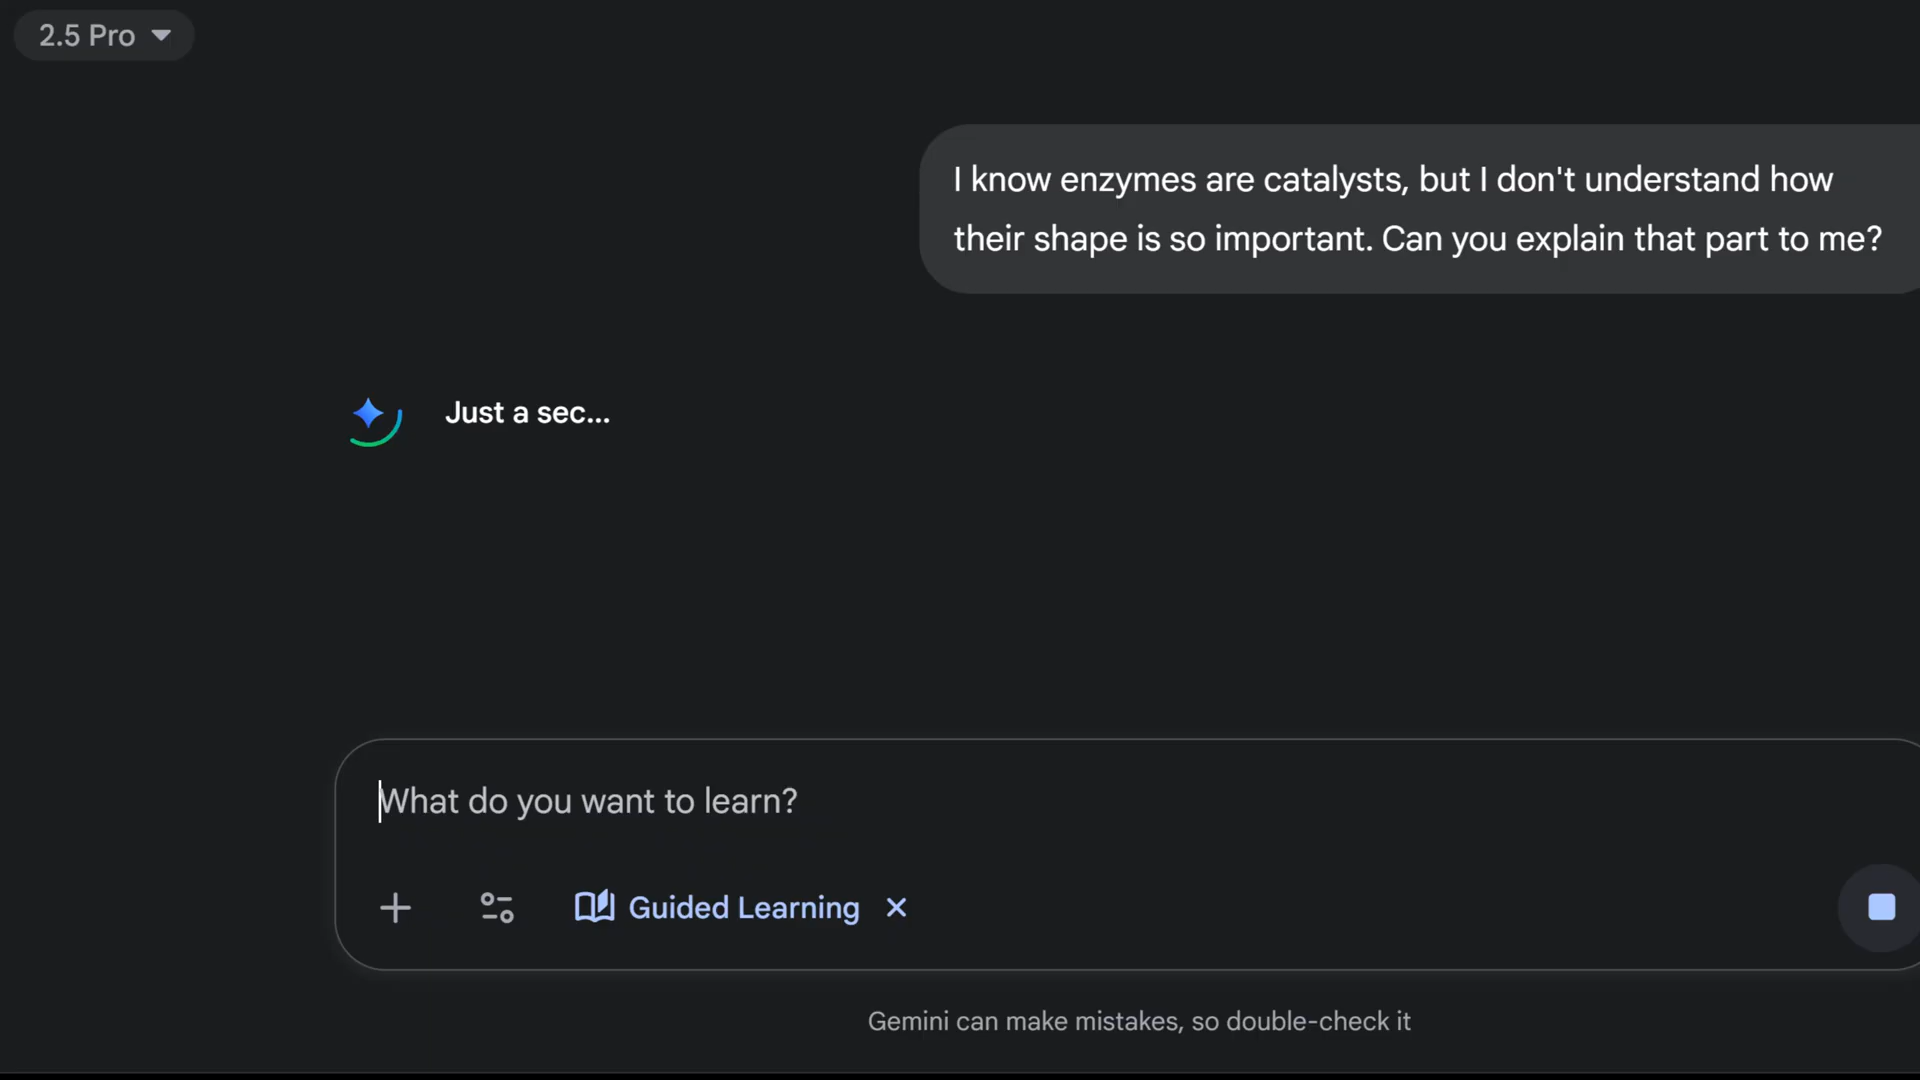 2.5 Pro
I know enzymes are catalysts, but I don't understand how
their shape is so important. Can you explain that part to me?
Just a sec...
What do you want to learn?
Guided Learning
Gemini can make mistakes, so double-check it